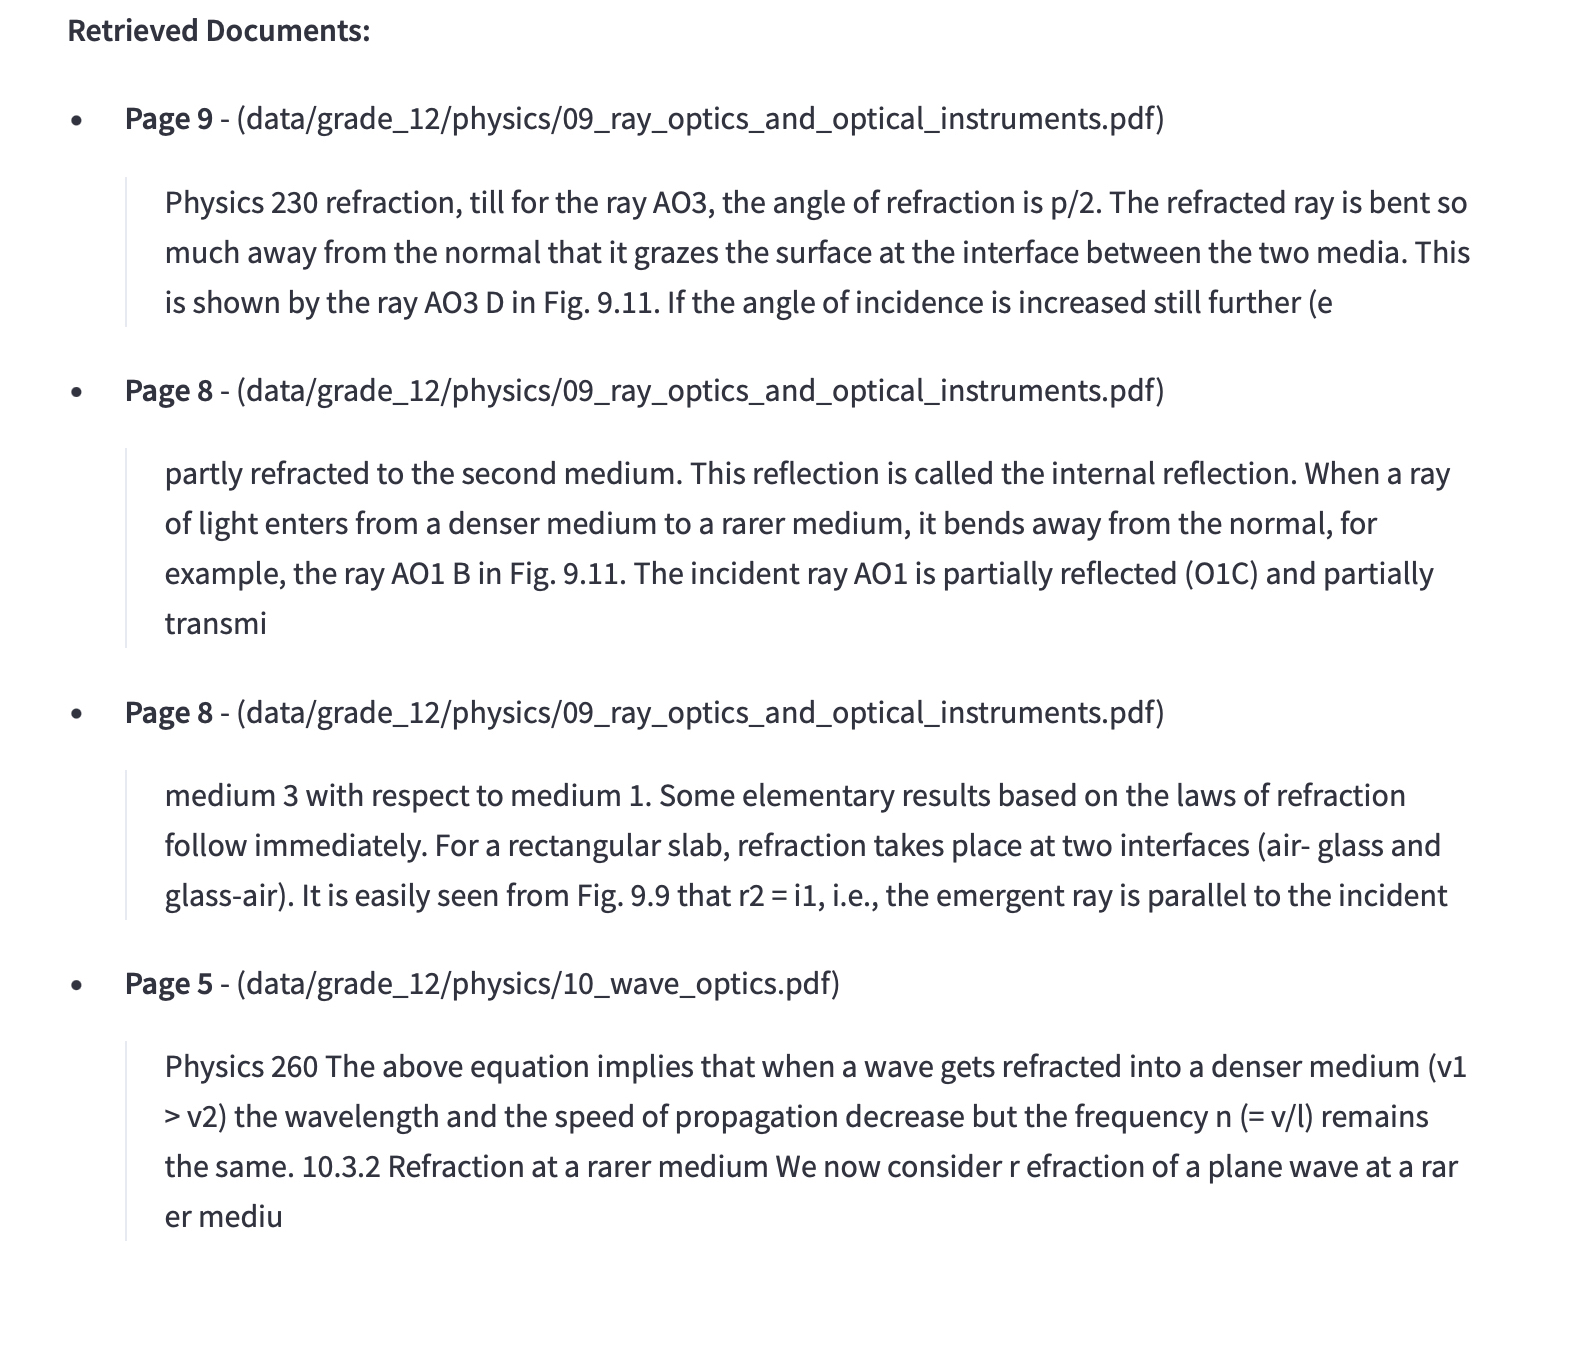 Retrieved Documents:
• Page 9 - (data/grade_12/physics/09_ray_optics_and_optical_instruments.pdf)
Physics 230 refraction, till for the ray AO3, the angle of refraction is p/2. The refracted ray is bent so
much away from the normal that it grazes the surface at the interface between the two media. This
is shown by the ray AO3 D in Fig. 9.11. If the angle of incidence is increased still further (e
• Page 8 - (data/grade_12/physics/09_ray_optics_and_optical_instruments.pdf)
partly refracted to the second medium. This reflection is called the internal reflection. When a ray
of light enters from a denser medium to a rarer medium, it bends away from the normal, for
example, the ray AO1 B in Fig. 9.11. The incident ray AO1 is partially reflected (O1C) and partially
transmi
• Page 8 - (data/grade_12/physics/09_ray_optics_and_optical_instruments.pdf)
medium 3 with respect to medium 1. Some elementary results based on the laws of refraction
follow immediately. For a rectangular slab, refraction takes place at two interfaces (air- glass and
glass-air). It is easily seen from Fig. 9.9 that r2 = i1, i.e., the emergent ray is parallel to the incident
• Page 5 - (data/grade_12/physics/10_wave_optics.pdf)
Physics 260 The above equation implies that when a wave gets refracted into a denser medium (v1
> v2) the wavelength and the speed of propagation decrease but the frequency n (= v/l) remains
the same. 10.3.2 Refraction at a rarer medium We now consider r efraction of a plane wave at a rar
er mediu